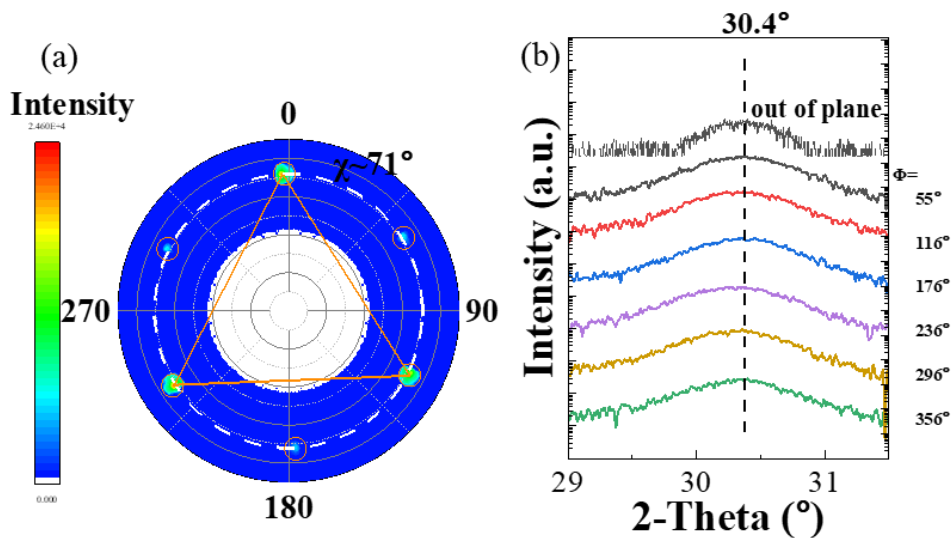 (a)
Intensity
2.460E+4
0.000
0
χ~71°
270
90
180
30.4°
(b)
out of plane
Φ=
55°
116°
176°
236°
296°
356°
Intensity (a.u.)
29
30
31
2-Theta (°)